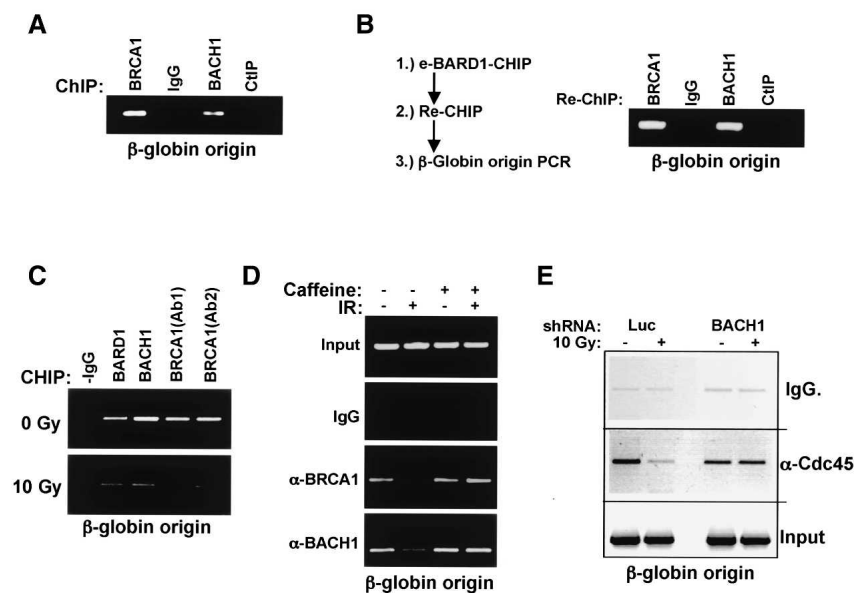 A
ChIP:
BRCA1
IgG
BACH1
CtIP
β-globin origin
B
1.) e-BARD1-CHIP
2.) Re-CHIP
3.) β-Globin origin PCR
Re-ChIP:
BRCA1
IgG
BACH1
CtIP
β-globin origin
C
CHIP:
-IgG
BARD1
BACH1
BRCA1(Ab1)
BRCA1(Ab2)
0 Gy
10 Gy
β-globin origin
D
Caffeine: - - + +
IR: - + - +
Input
IgG
α-BRCA1
α-BACH1
β-globin origin
E
shRNA: Luc BACH1
10 Gy: - + - +
IgG.
α-Cdc45
Input
β-globin origin